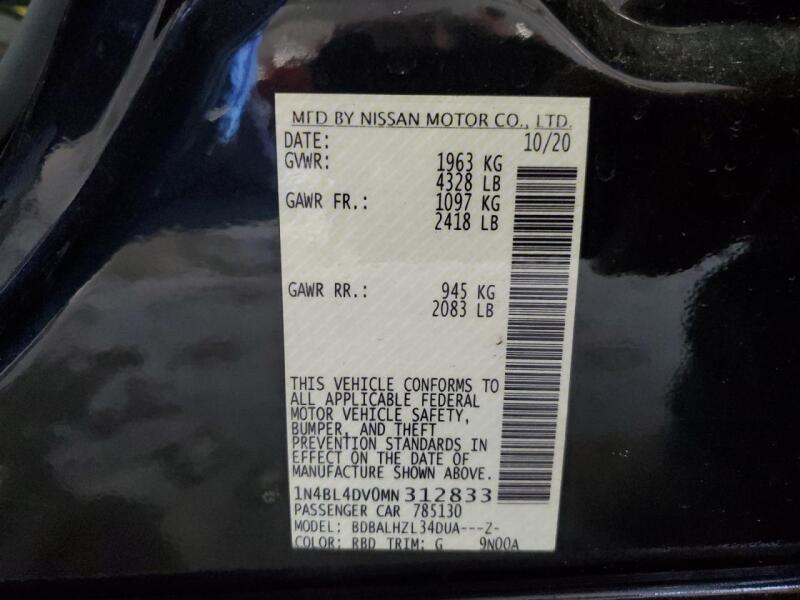 MFD BY NISSAN MOTOR CO., LTD.
DATE: 10/20
GVWR: 1963 KG
4328 LB
GAWR FR.: 1097 KG
2418 LB
GAWR RR.: 945 KG
2083 LB
THIS VEHICLE CONFORMS TO
ALL APPLICABLE FEDERAL
MOTOR VEHICLE SAFETY,
BUMPER, AND THEFT
PREVENTION STANDARDS IN
EFFECT ON THE DATE OF
MANUFACTURE SHOWN ABOVE.
1N4BL4DV0MN312833
PASSENGER CAR 785130
MODEL: BDBALHZL34DUA---Z-
COLOR: RBD TRIM: G 9N00A